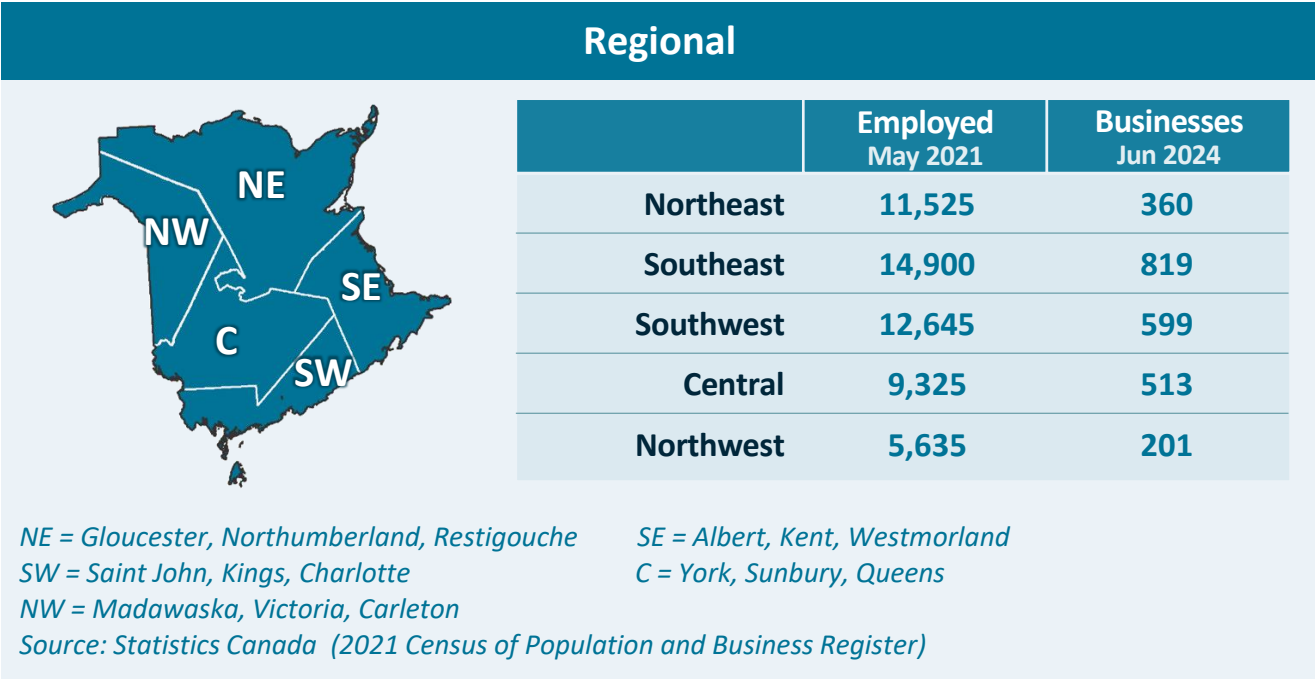 Regional
NE
NW
SE
C
SW
Employed Businesses
May 2021 Jun 2024
Northeast 11,525 360
Southeast 14,900 819
Southwest 12,645 599
Central 9,325 513
Northwest 5,635 201
NE = Gloucester, Northumberland, Restigouche SE = Albert, Kent, Westmorland
SW = Saint John, Kings, Charlotte C = York, Sunbury, Queens
NW = Madawaska, Victoria, Carleton
Source: Statistics Canada (2021 Census of Population and Business Register)